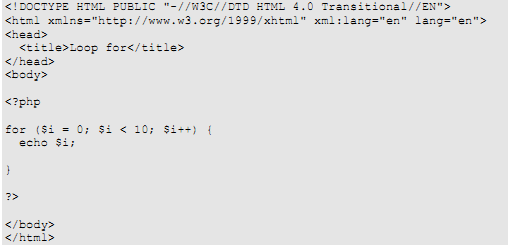 <!DOCTYPE HTML PUBLIC "-//W3C//DTD HTML 4.0 Transitional//EN">
<html xmlns="http://www.w3.org/1999/xhtml" xml:lang="en" lang="en">
<head>
  <title>Loop for</title>
</head>
<body>

<?php

for ($i = 0; $i < 10; $i++) {
  echo $i;

}

?>

</body>
</html>